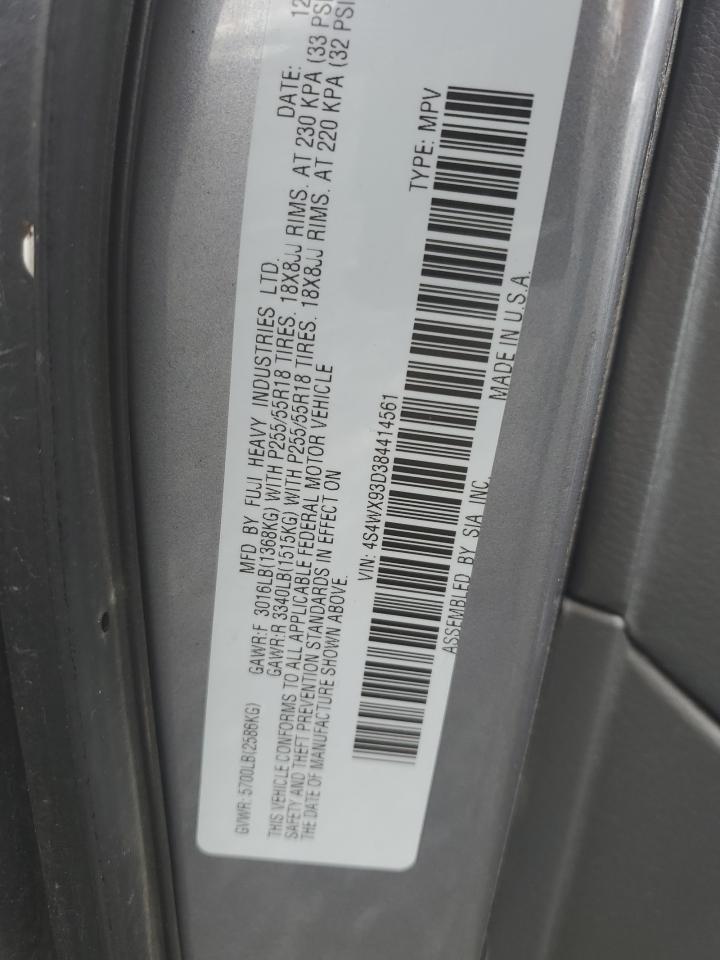 MFD BY FUJI HEAVY INDUSTRIES LTD. DATE: 12
GVWR: 5700LB(2586KG) GAWR:F 3016LB(1368KG) WITH P255/55R18 TIRES. 18X8JJ RIMS. AT 230 KPA (33 PSI
GAWR:R 3340LB(1515KG) WITH P255/55R18 TIRES. 18X8JJ RIMS. AT 220 KPA (32 PSI
THIS VEHICLE CONFORMS TO ALL APPLICABLE FEDERAL MOTOR VEHICLE
SAFETY AND THEFT PREVENTION STANDARDS IN EFFECT ON
THE DATE OF MANUFACTURE SHOWN ABOVE.
VIN: 4S4WX93D384414561 TYPE: MPV
ASSEMBLED BY SIA INC. MADE IN U.S.A.